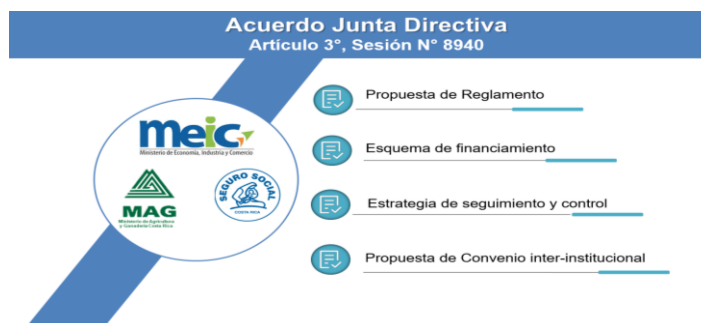 Acuerdo Junta Directiva
Artículo 3°, Sesión N° 8940
Propuesta de Reglamento
meic
Ministerio de Economía, Industria y Comercio
Esquema de financiamiento
SEGURO SOCIAL
COSTA RICA
MAG
Ministerio de Agricultura
y Ganadería Costa Rica
Estrategia de seguimiento y control
Propuesta de Convenio inter-institucional